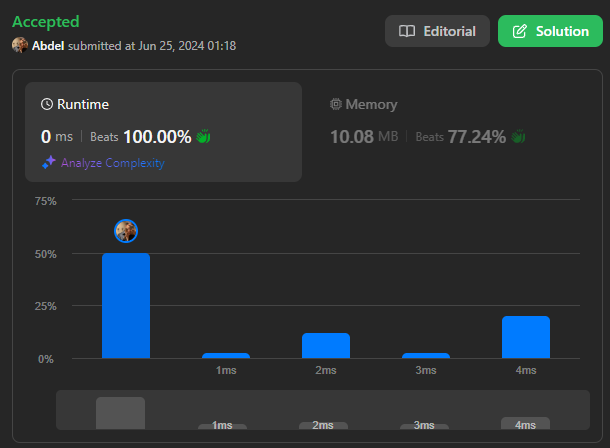 Accepted
Abdel submitted at Jun 25, 2024 01:18
Editorial
Solution
Runtime
0 ms | Beats 100.00%
Analyze Complexity
Memory
10.08 MB | Beats 77.24%
75%
50%
25%
0%
1ms 2ms 3ms 4ms
1ms 2ms 3ms 4ms